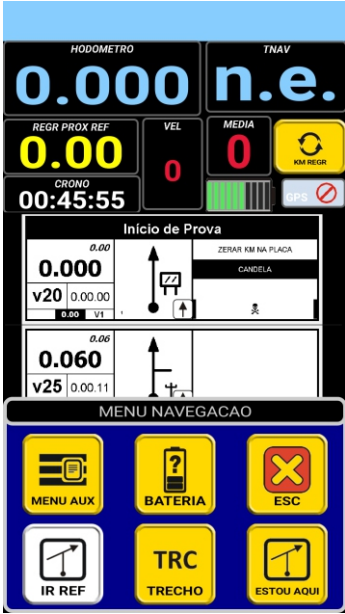 HODOMETRO
TNAV
0.000
n.e.
REGR PROX REF
VEL
MEDIA
0.00
0
0
KM REGR
CRONO
00:45:55
GPS
Início de Prova
0.00
0.000
v20 0.00.00
0.00 V1
ZERAR KM NA PLACA
CANDELA
0.06
0.060
v25 0.00.11
MENU NAVEGACAO
MENU AUX
?
BATERIA
ESC
IR REF
TRC
TRECHO
ESTOU AQUI